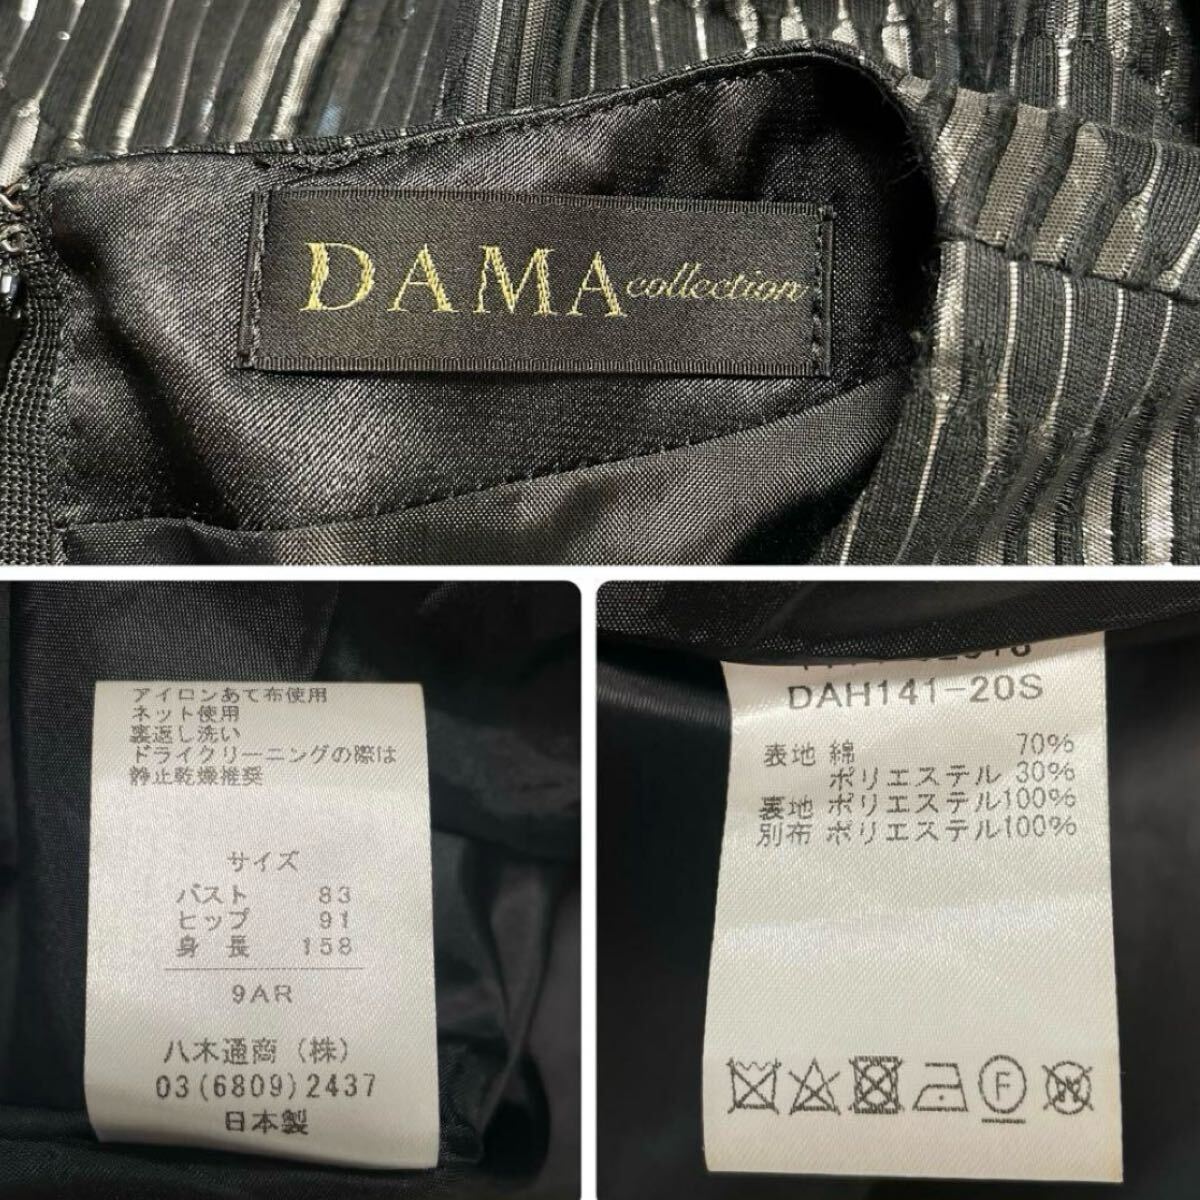 DAMA collection
アイロンあて布使用
ネット使用
裏返し洗い
ドライクリーニングの際は
静止乾燥推奨
サイズ
バスト 83
ヒップ 91
身長 158
9AR
八木通商（株）
03(6809)2437
日本製
DAH141-20S
表地 綿 70%
ポリエステル 30%
裏地 ポリエステル100%
別布 ポリエステル100%
F
W